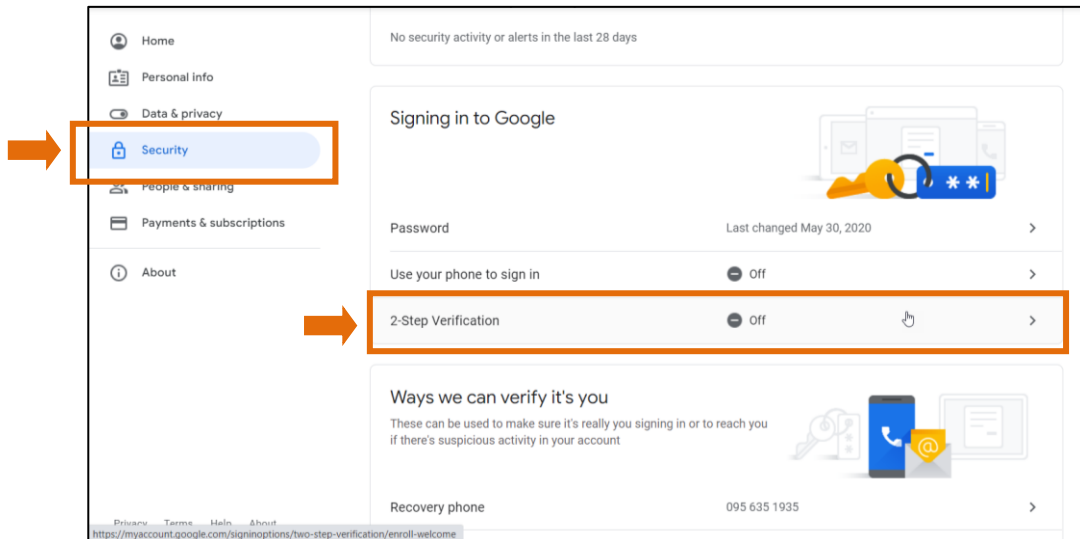 Home
Personal info
Data & privacy
Security
People & sharing
Payments & subscriptions
About
No security activity or alerts in the last 28 days
Signing in to Google
**
Password Last changed May 30, 2020
Use your phone to sign in Off
2-Step Verification Off
Ways we can verify it's you
These can be used to make sure it's really you signing in or to reach you
if there's suspicious activity in your account
@
Recovery phone 095 635 1935
Privacy Terms Help About
https://myaccount.google.com/signinoptions/two-step-verification/enroll-welcome